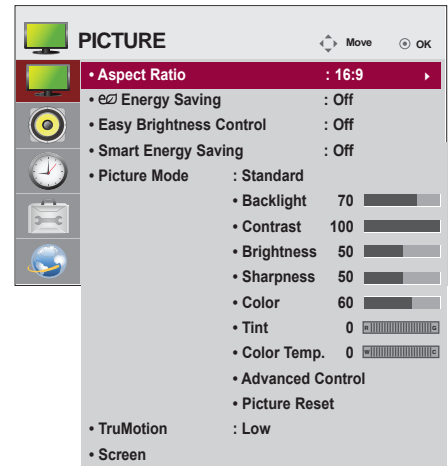 PICTURE Move OK
• Aspect Ratio : 16:9
• Energy Saving : Off
• Easy Brightness Control : Off
• Smart Energy Saving : Off
• Picture Mode : Standard
• Backlight 70
• Contrast 100
• Brightness 50
• Sharpness 50
• Color 60
• Tint 0 R G
• Color Temp. 0 W C
• Advanced Control
• Picture Reset
• TruMotion : Low
• Screen